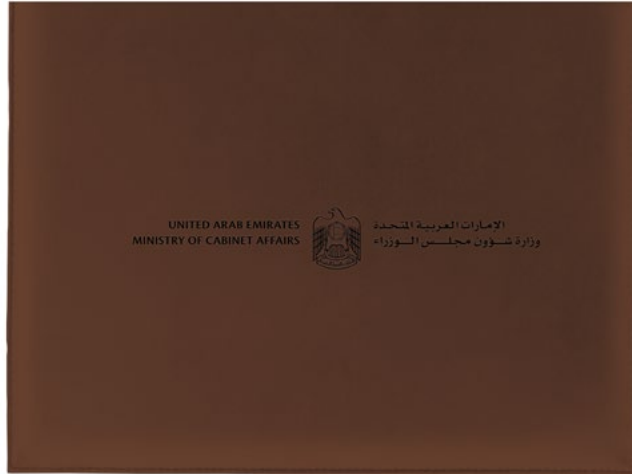 UNITED ARAB EMIRATES
MINISTRY OF CABINET AFFAIRS
الإمارات العربية المتحدة
وزارة شؤون مجلس الوزراء